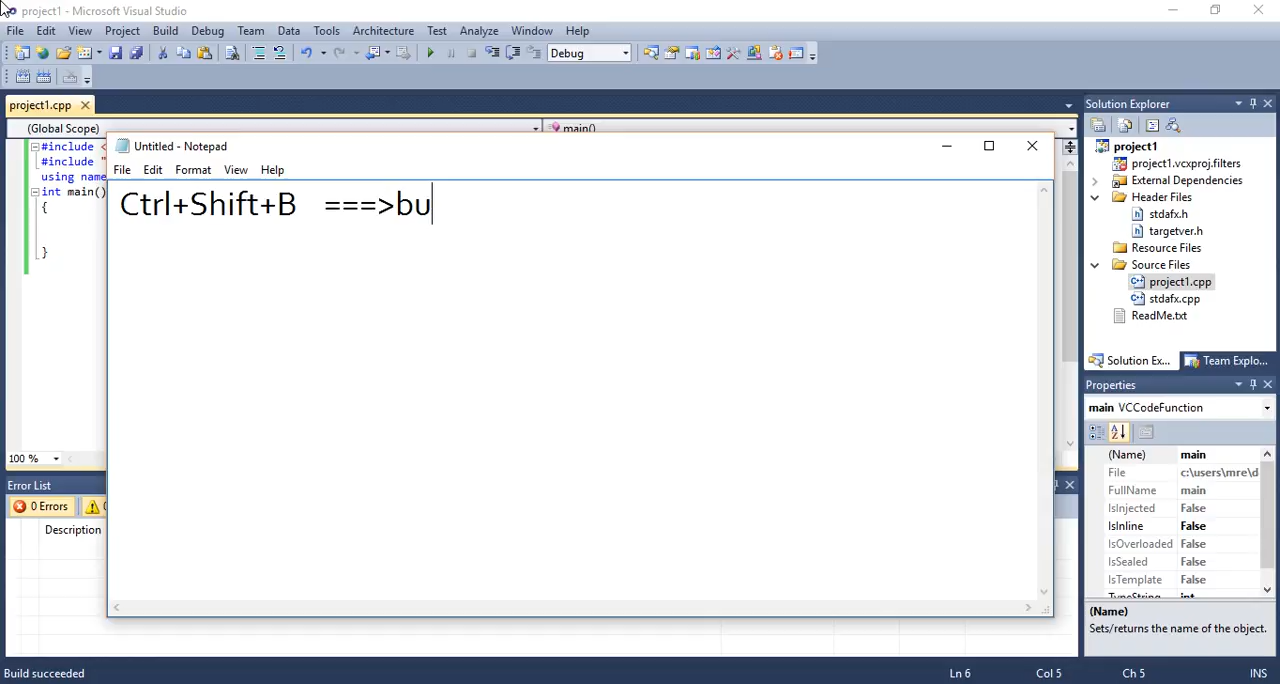 project1 - Microsoft Visual Studio
File Edit View Project Build Debug Team Data Tools Architecture Test Analyze Window Help
Debug
project1.cpp
(Global Scope)
main()
#include <
#include "
using name
int main()
{
}
Untitled - Notepad
File Edit Format View Help
Ctrl+Shift+B ===>bu
100 %
Error List
0 Errors
0
Description
Solution Explorer
project1
project1.vcxproj.filters
External Dependencies
Header Files
stdafx.h
targetver.h
Resource Files
Source Files
project1.cpp
stdafx.cpp
ReadMe.txt
Solution Ex...
Team Explo...
Properties
main VCCodeFunction
(Name) main
File c:\users\mre\d
FullName main
IsInjected False
IsInline False
IsOverloaded False
IsSealed False
IsTemplate False
TypeString int
(Name)
Sets/returns the name of the object.
Build succeeded
Ln 6 Col 5 Ch 5 INS